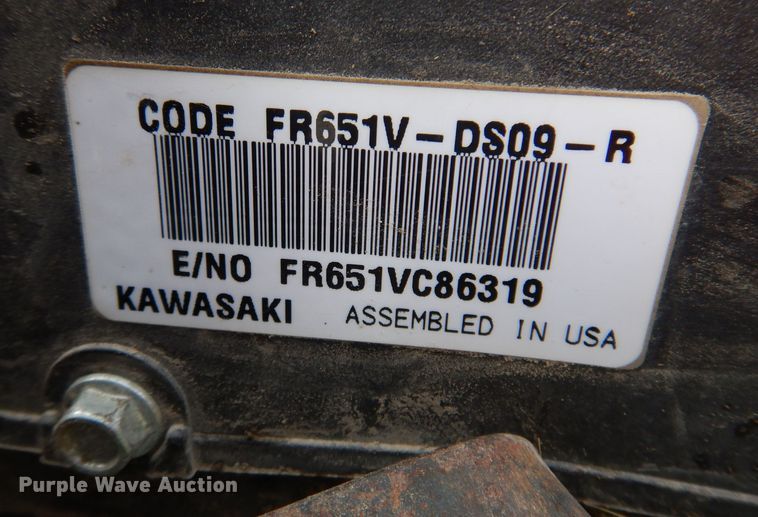 CODE FR651V-DS09-R
E/NO FR651VC86319
KAWASAKI ASSEMBLED IN USA
Purple Wave Auction